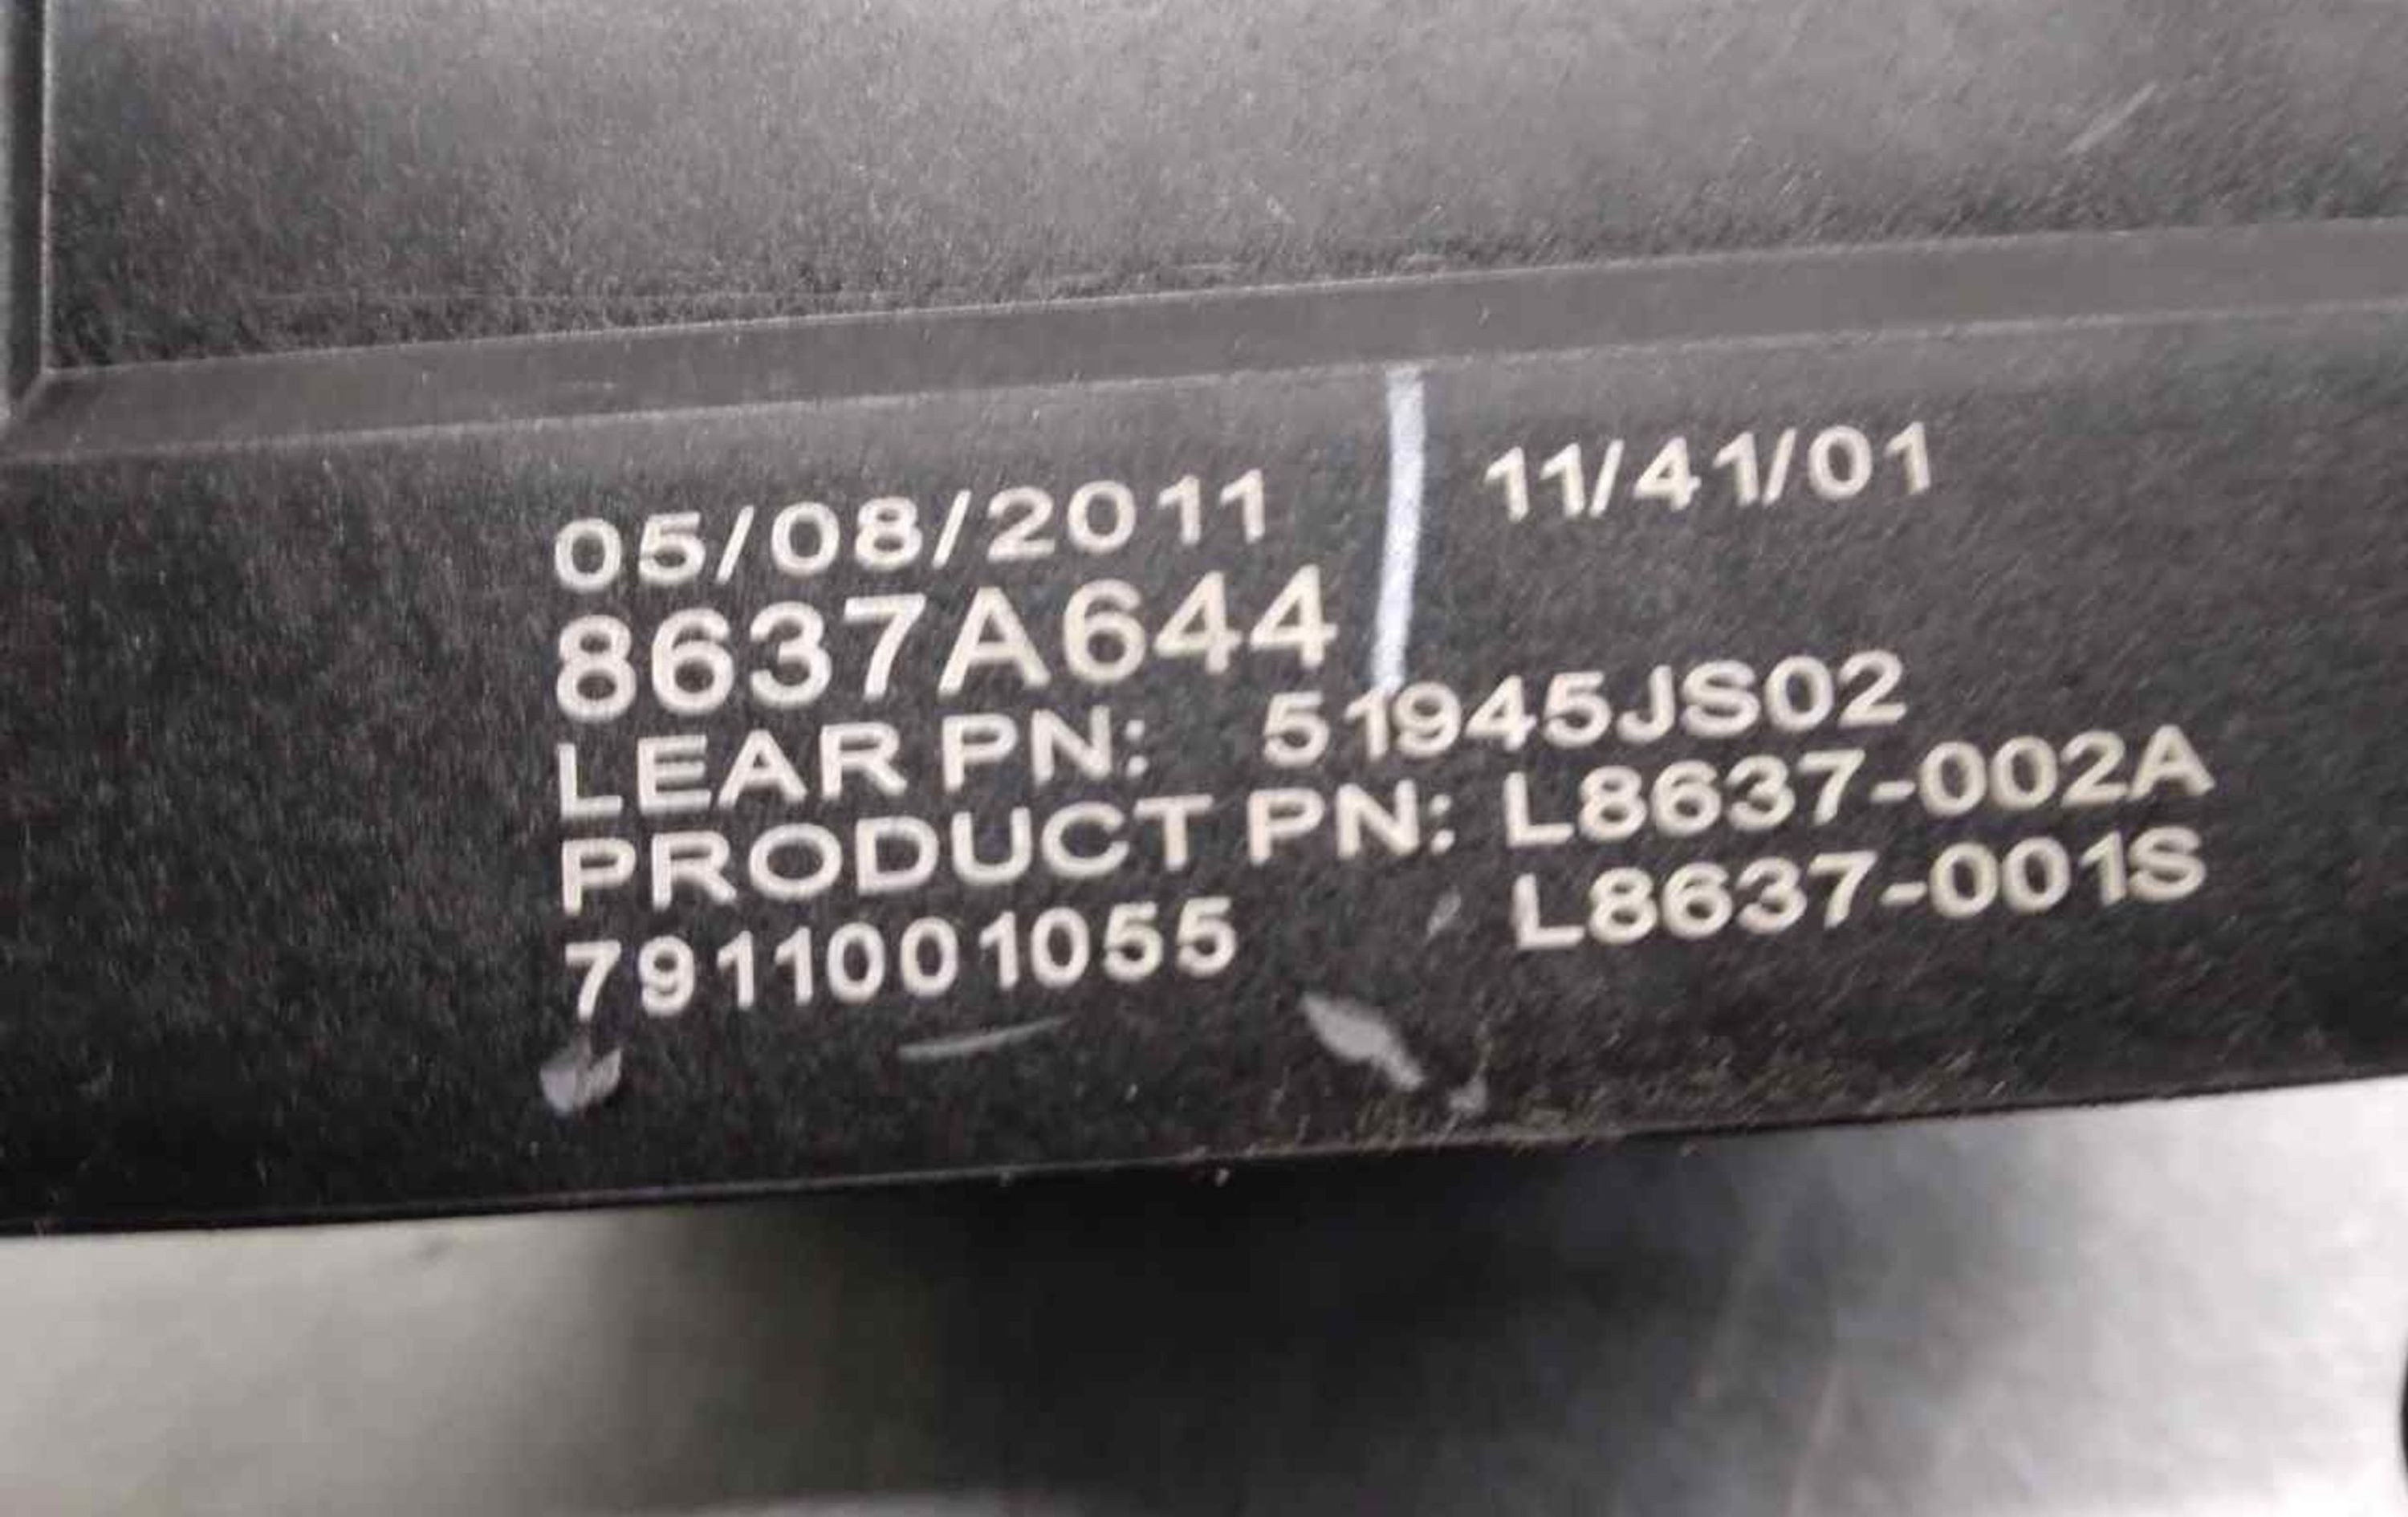 05/08/2011 11/41/01
8637A644
LEAR PN: 51945JS02
PRODUCT PN: L8637-002A
7911001055 L8637-001S